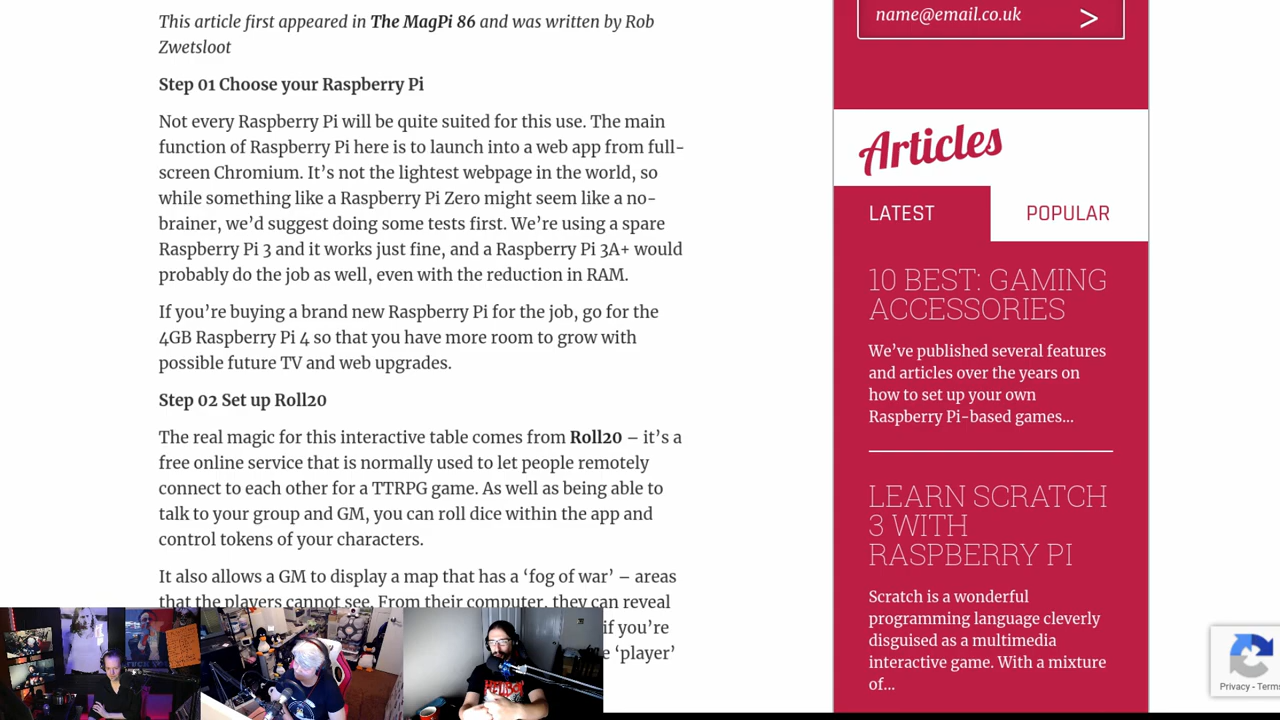 This article first appeared in The MagPi 86 and was written by Rob
Zwetsloot
Step 01 Choose your Raspberry Pi
Not every Raspberry Pi will be quite suited for this use. The main
function of Raspberry Pi here is to launch into a web app from full-
screen Chromium. It’s not the lightest webpage in the world, so
while something like a Raspberry Pi Zero might seem like a no-
brainer, we’d suggest doing some tests first. We’re using a spare
Raspberry Pi 3 and it works just fine, and a Raspberry Pi 3A+ would
probably do the job as well, even with the reduction in RAM.
If you’re buying a brand new Raspberry Pi for the job, go for the
4GB Raspberry Pi 4 so that you have more room to grow with
possible future TV and web upgrades.
Step 02 Set up Roll20
The real magic for this interactive table comes from Roll20 – it’s a
free online service that is normally used to let people remotely
connect to each other for a TTRPG game. As well as being able to
talk to your group and GM, you can roll dice within the app and
control tokens of your characters.
It also allows a GM to display a map that has a ‘fog of war’ – areas
that the players cannot see. From their computer, they can reveal
if you’re
‘player’
name@email.co.uk
>
Articles
LATEST
POPULAR
10 BEST: GAMING
ACCESSORIES
We’ve published several features
and articles over the years on
how to set up your own
Raspberry Pi-based games...
LEARN SCRATCH
3 WITH
RASPBERRY PI
Scratch is a wonderful
programming language cleverly
disguised as a multimedia
interactive game. With a mixture
of...
Privacy - Terms